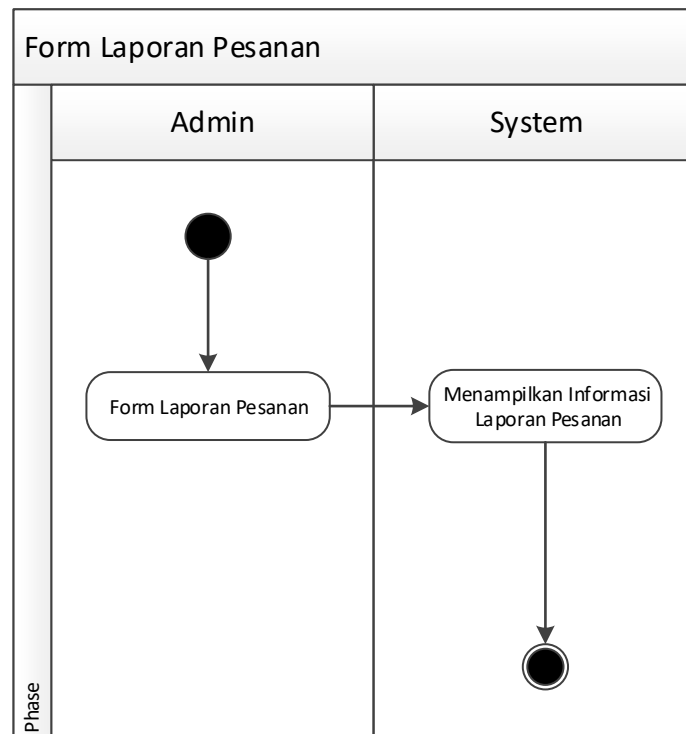 Form Laporan Pesanan
Admin
System
Form Laporan Pesanan
Menampilkan Informasi
Laporan Pesanan
Phase